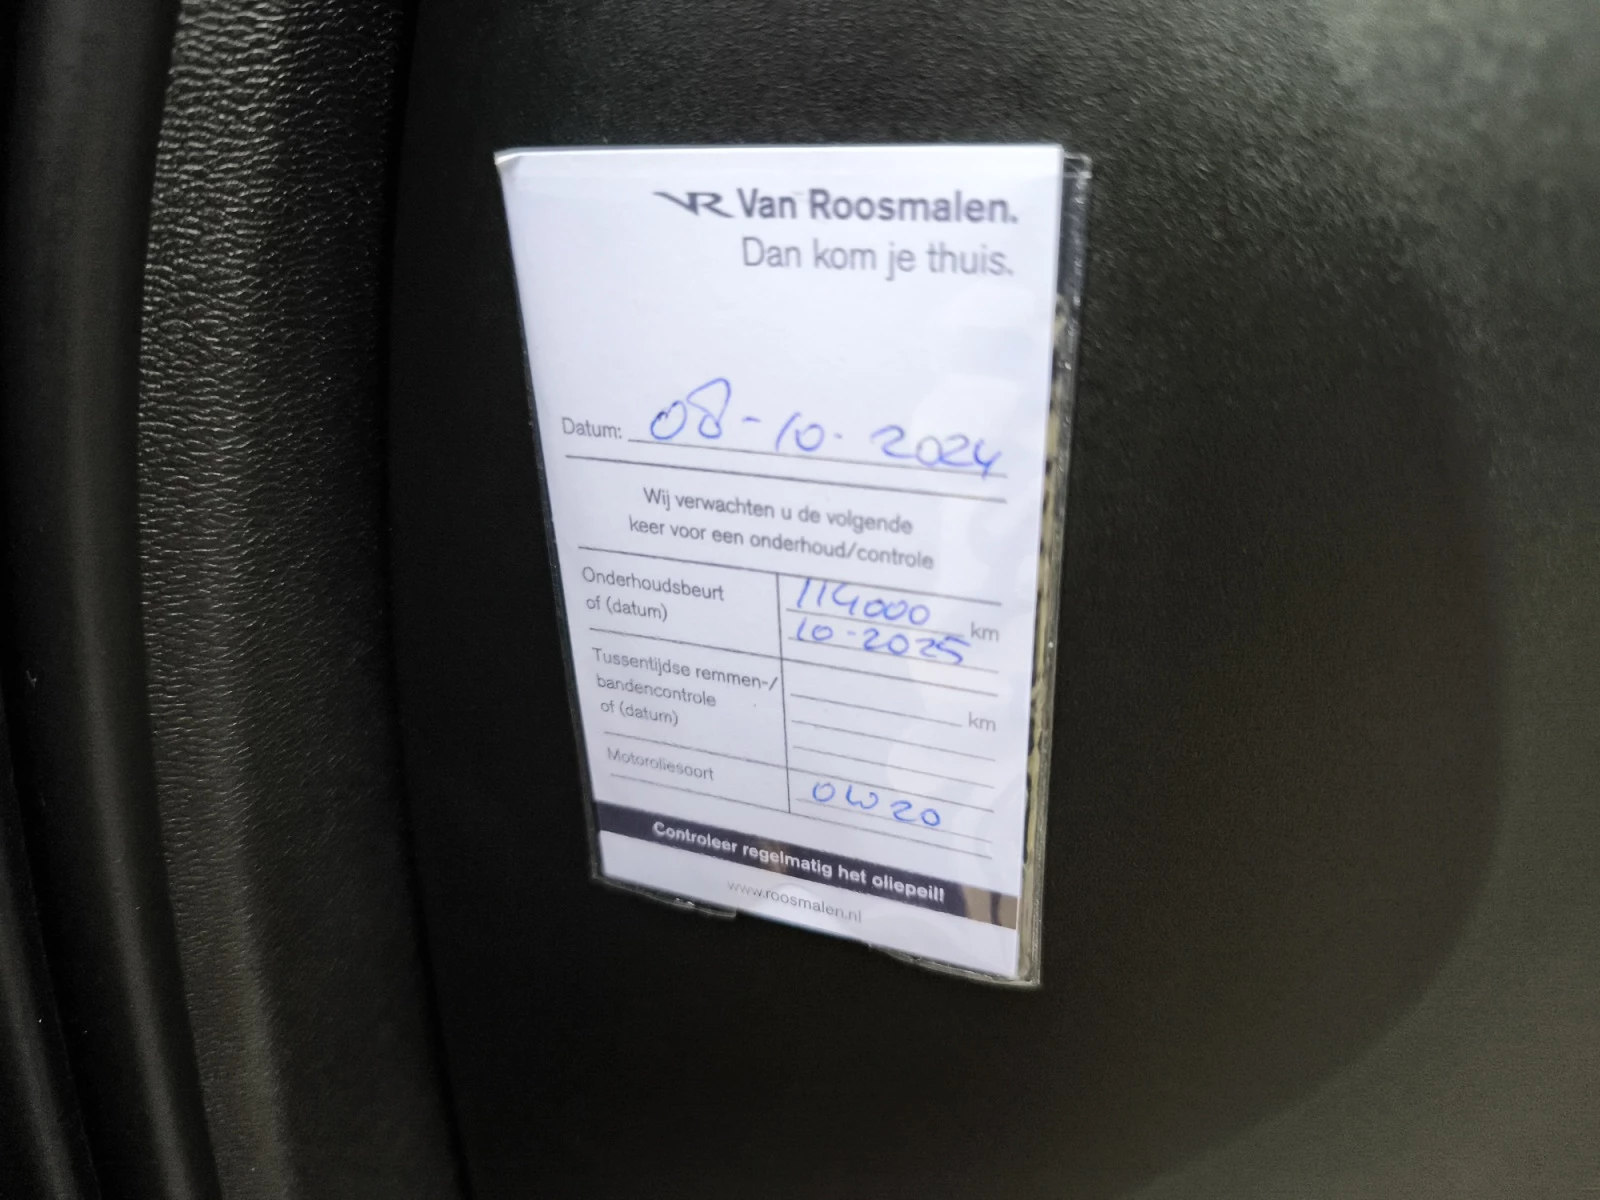 VR Van Roosmalen.
Dan kom je thuis.
Datum: 08-10-2024
Wij verwachten u de volgende
keer voor een onderhoud/controle
Onderhoudsbeurt 114000 km
of (datum) 10-2025
Tussentijdse remmen-/
bandencontrole km
of (datum)
Motoroliesoort 0W20
Controleer regelmatig het oliepeil!
www.roosmalen.nl